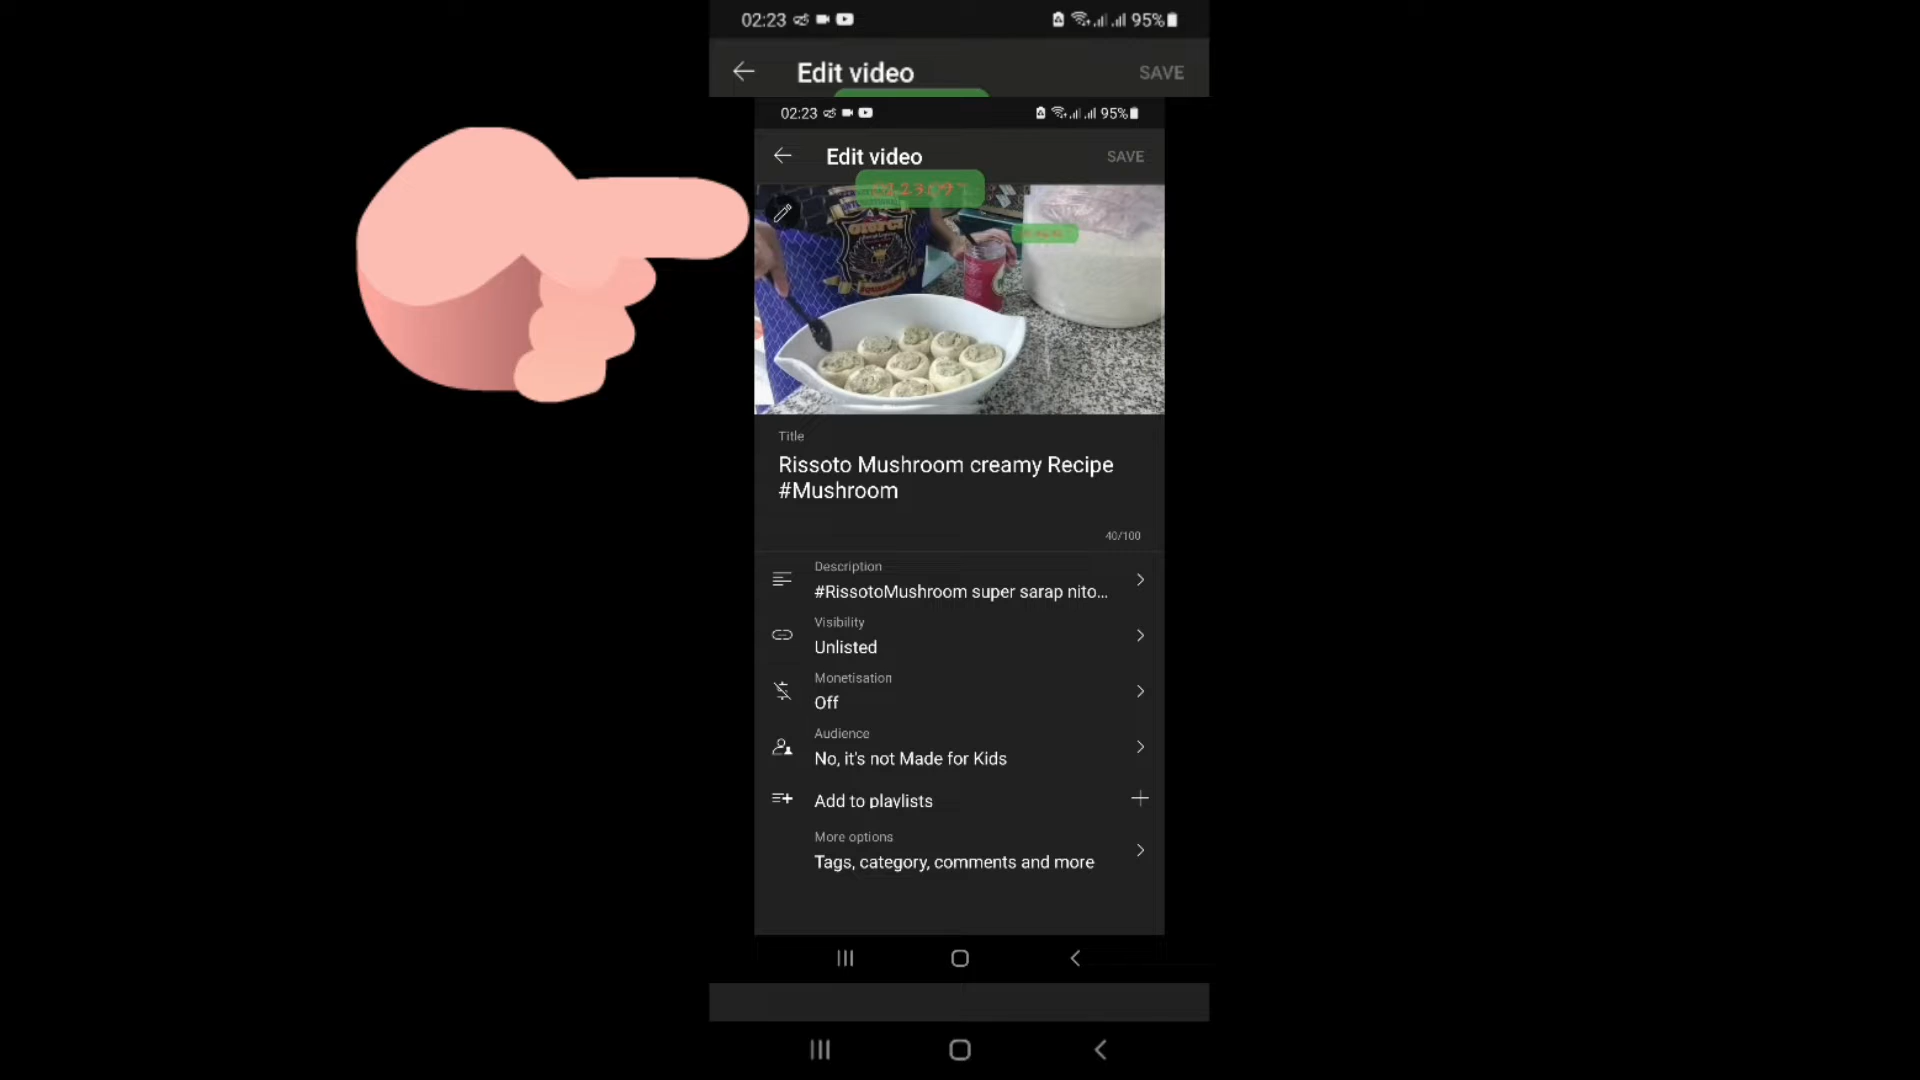 02:23
95%
Edit video
SAVE
02:23
95%
Edit video
SAVE
Title
Rissoto Mushroom creamy Recipe
#Mushroom
40/100
Description
#RissotoMushroom super sarap nito...
Visibility
Unlisted
Monetisation
Off
Audience
No, it's not Made for Kids
Add to playlists
More options
Tags, category, comments and more